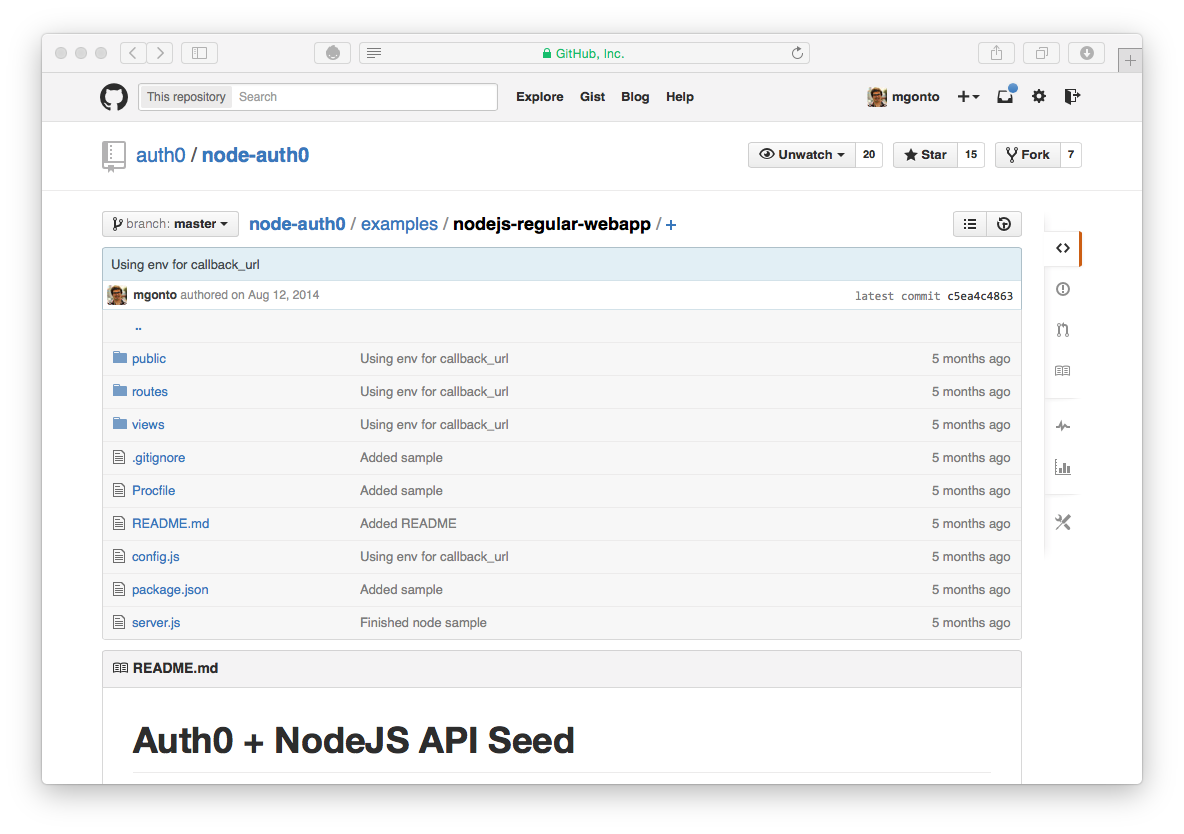 GitHub, Inc.
This repository Search Explore Gist Blog Help mgonto
auth0 / node-auth0 Unwatch 20 Star 15 Fork 7
branch: master node-auth0 / examples / nodejs-regular-webapp / +
Using env for callback_url
mgonto authored on Aug 12, 2014 latest commit c5ea4c4863
..
public Using env for callback_url 5 months ago
routes Using env for callback_url 5 months ago
views Using env for callback_url 5 months ago
.gitignore Added sample 5 months ago
Procfile Added sample 5 months ago
README.md Added README 5 months ago
config.js Using env for callback_url 5 months ago
package.json Added sample 5 months ago
server.js Finished node sample 5 months ago
README.md
Auth0 + NodeJS API Seed